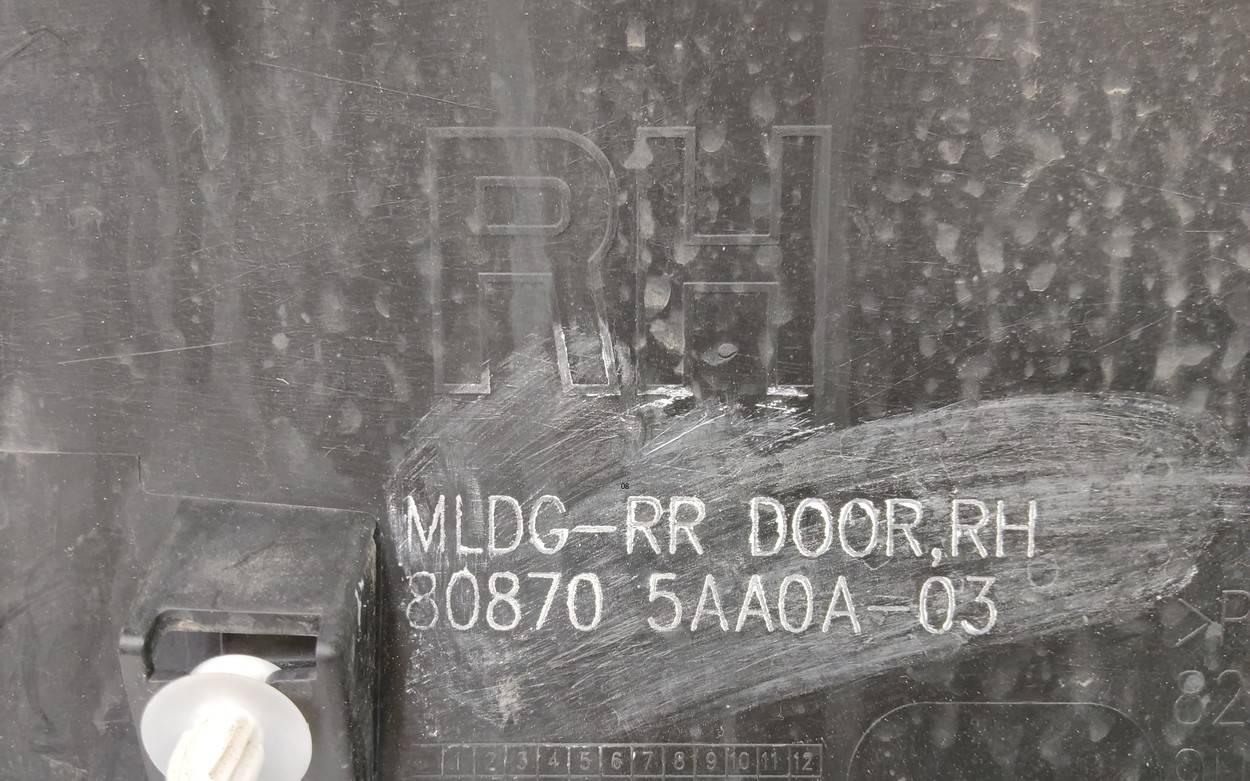 RH
MLDG-RR DOOR,RH
80870 5AA0A-03
>P
82
1 2 3 4 5 6 7 8 9 10 11 12